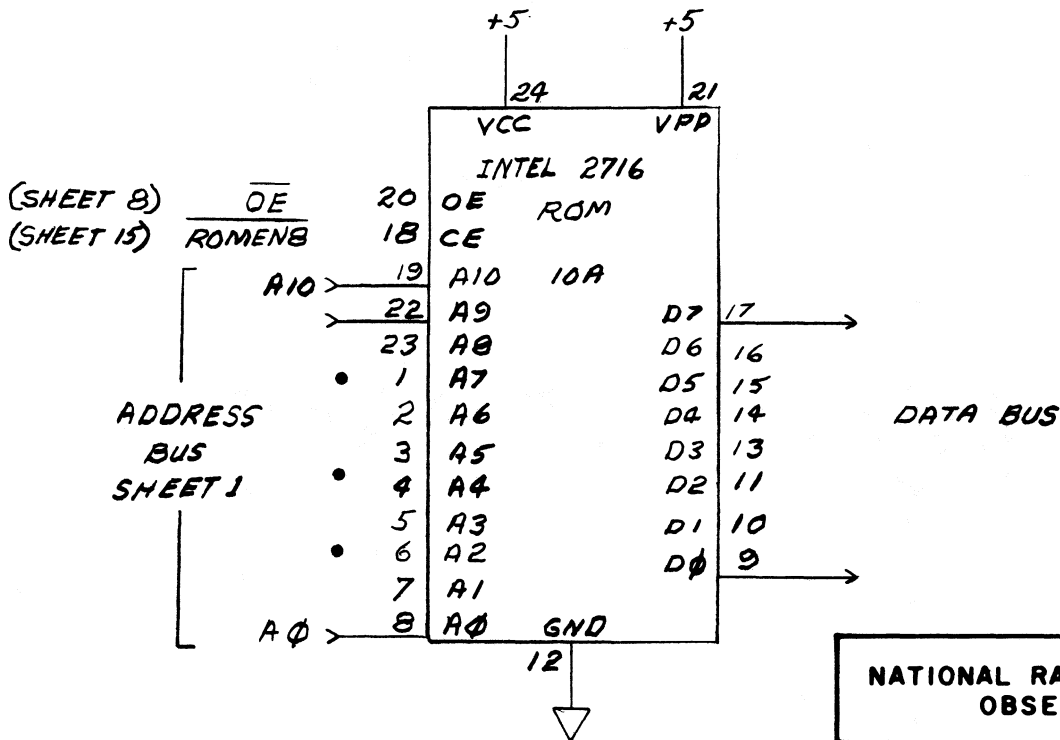 +5 +5
24 21
VCC VPP
INTEL 2716
ROM
(SHEET 8) OE 20 OE
(SHEET 15) ROMEN8 18 CE
A10 19 A10 10A
22 A9 D7 17
23 A8 D6 16
1 A7 D5 15
2 A6 D4 14
3 A5 D3 13
4 A4 D2 11
5 A3 D1 10
6 A2 DØ 9
7 A1
AØ 8 AØ GND
12
ADDRESS
BUS
SHEET 1
DATA BUS
NATIONAL RA
OBSE